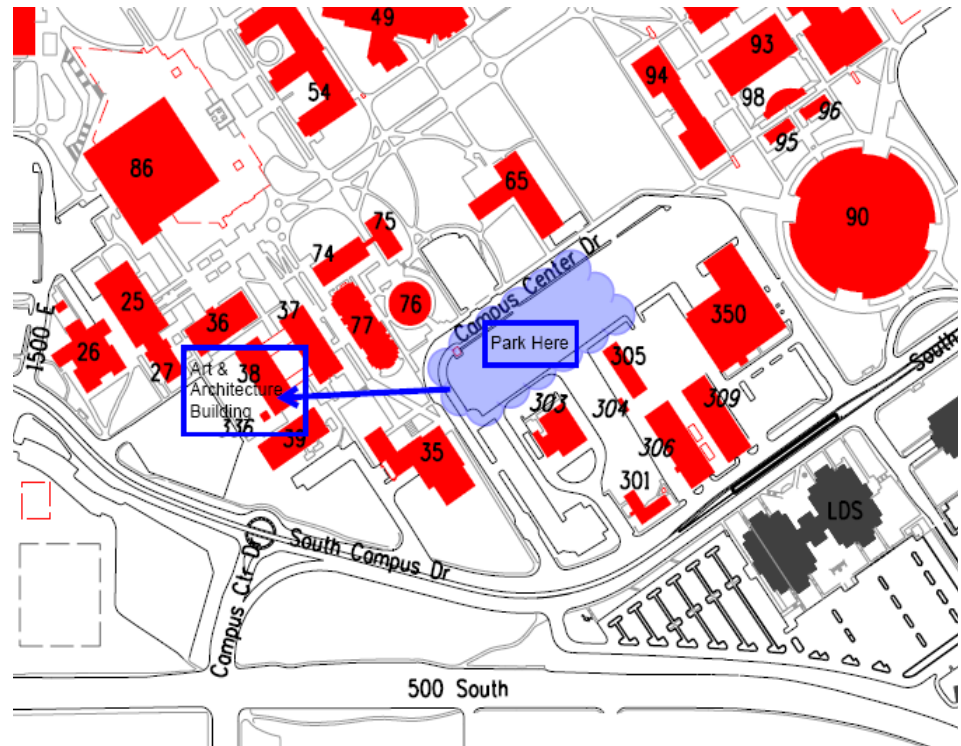 49
93
54
94
98
96
95
86
65
90
75
74
Campus Center Dr
25
37
76
1500 E
36
77
350
26
Park Here
South
27
38
Art &
Architecture
Building
305
303
304
309
336
39
35
306
301
LDS
South Campus Dr
Campus Ctr Dr
500 South